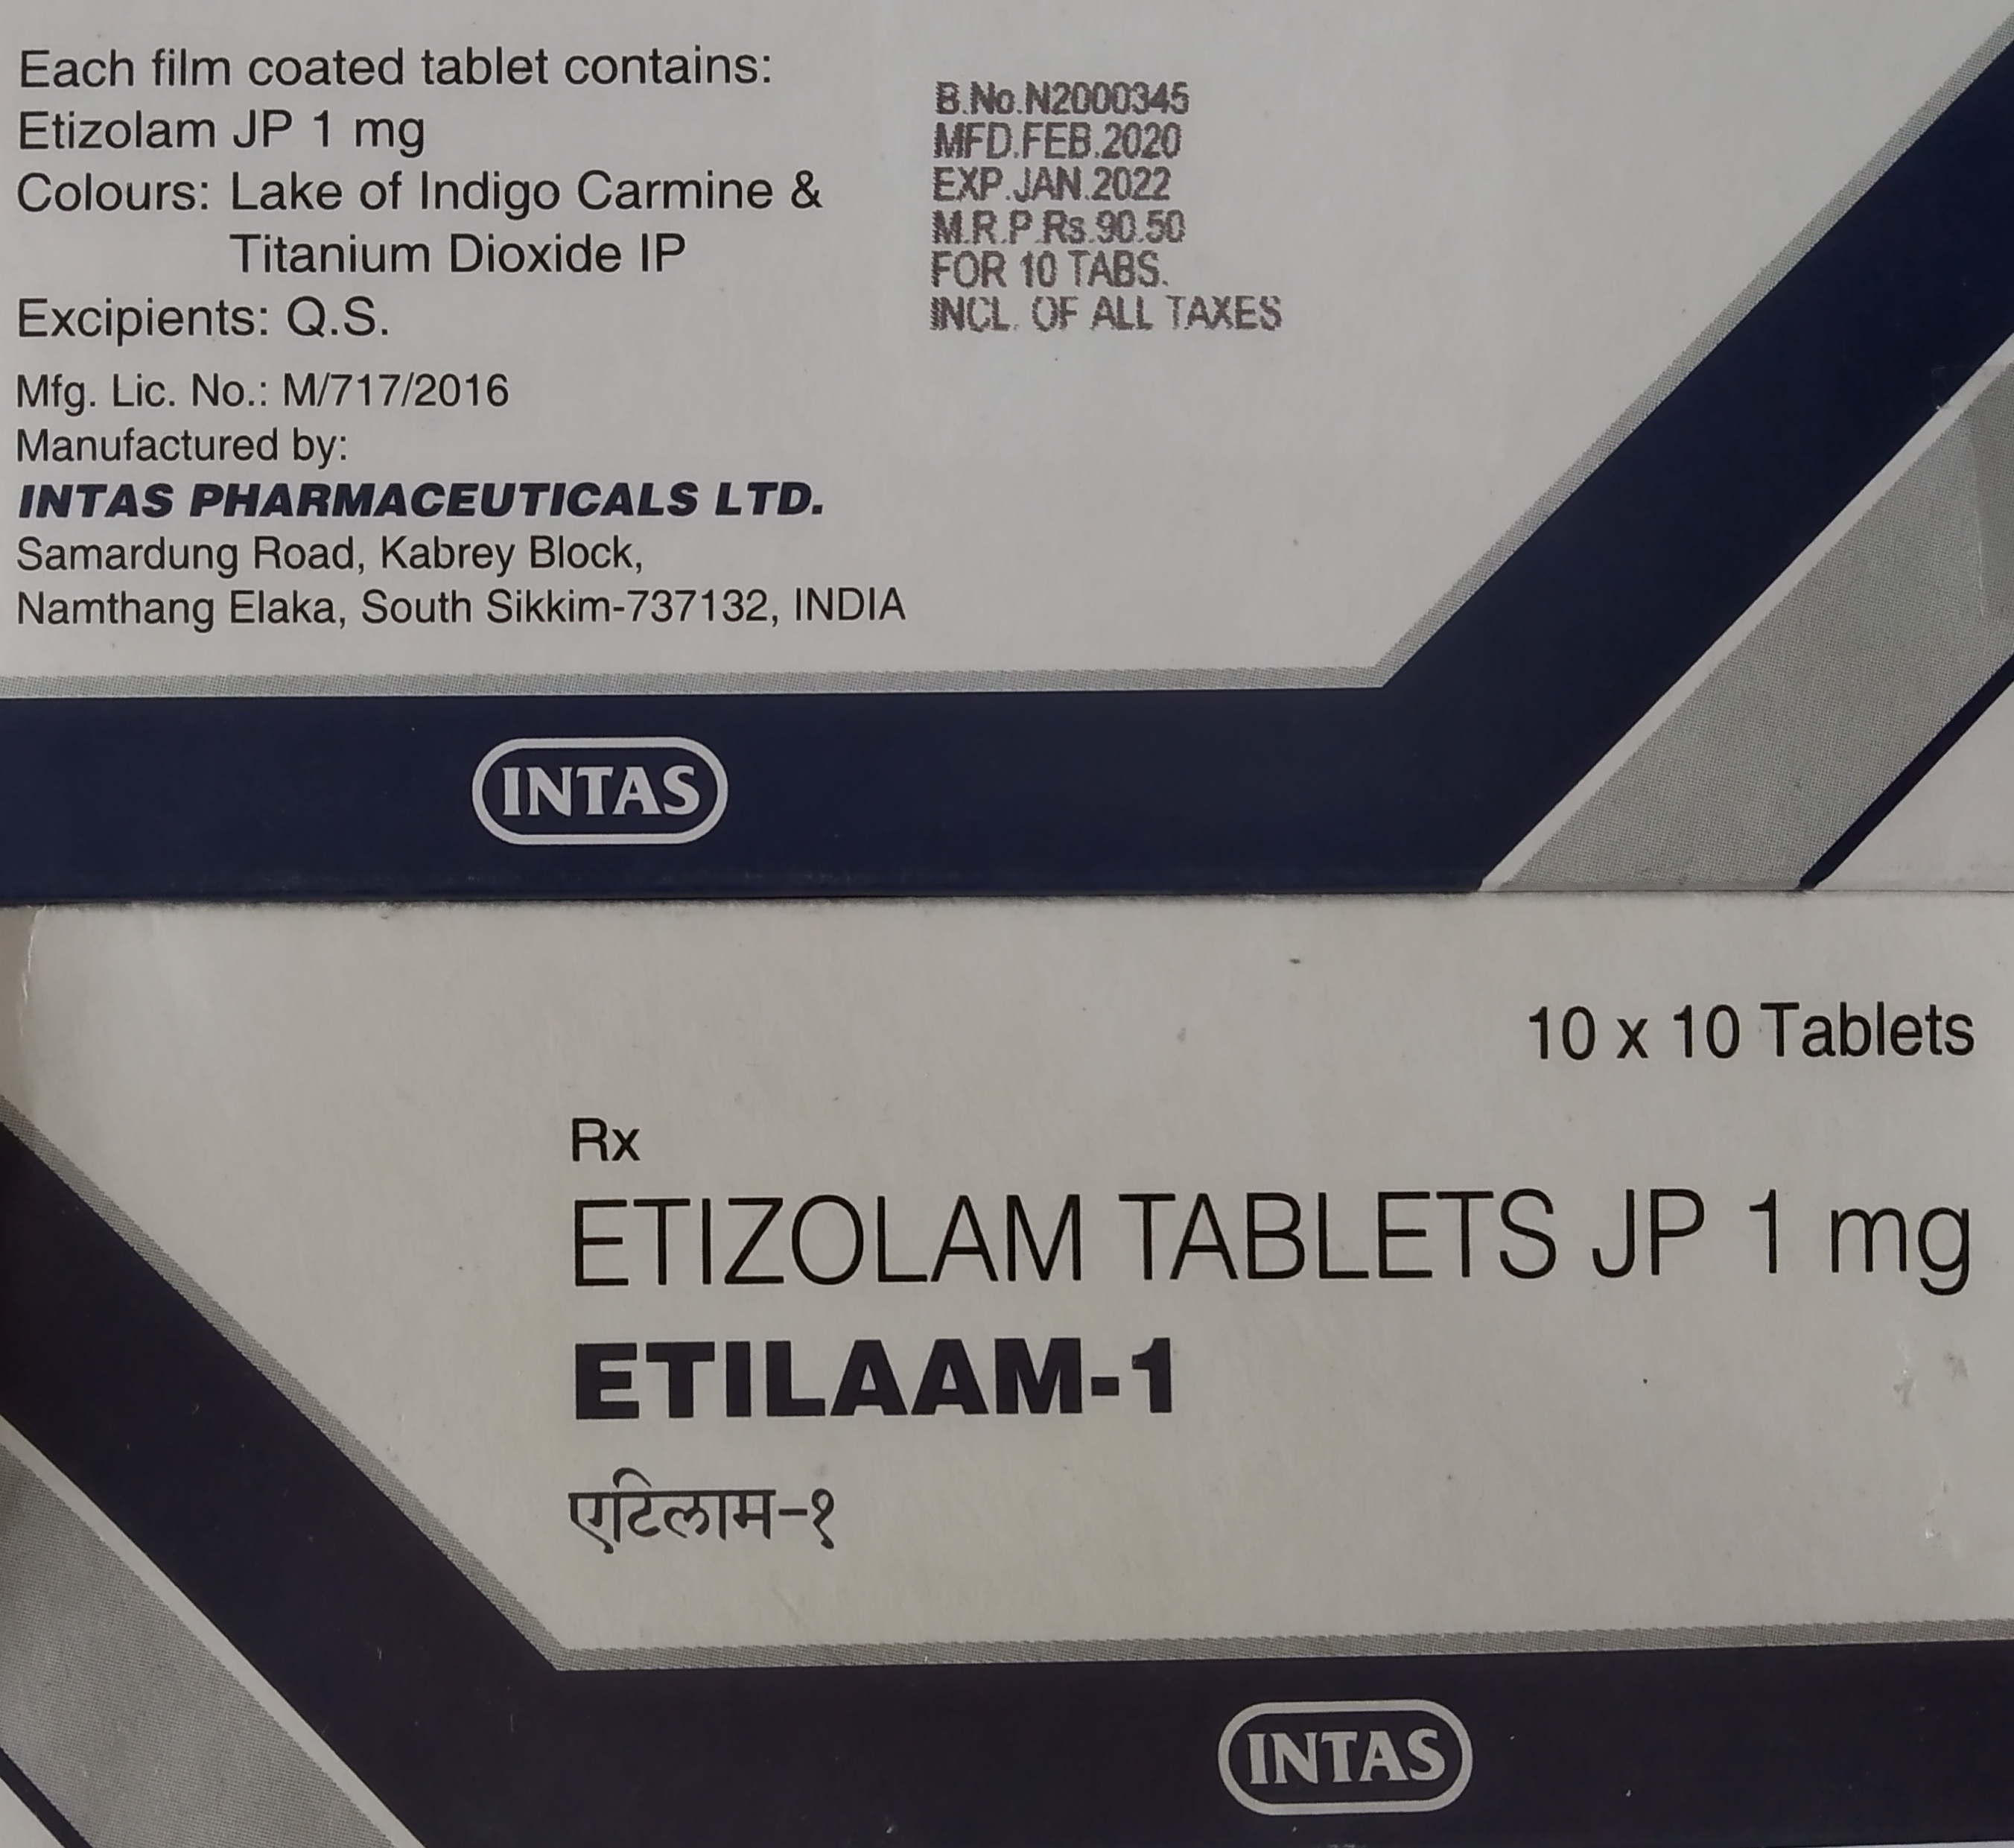 Each film coated tablet contains:
Etizolam JP 1 mg
Colours: Lake of Indigo Carmine &
Titanium Dioxide IP
Excipients: Q.S.
Mfg. Lic. No.: M/717/2016
Manufactured by:
INTAS PHARMACEUTICALS LTD.
Samardung Road, Kabrey Block,
Namthang Elaka, South Sikkim-737132, INDIA
B.No.N2000345
MFD.FEB.2020
EXP.JAN.2022
M.R.P.Rs.90.50
FOR 10 TABS.
INCL. OF ALL TAXES
INTAS
10 x 10 Tablets
Rx
ETIZOLAM TABLETS JP 1 mg
ETILAAM-1
एटिलाम-१
INTAS